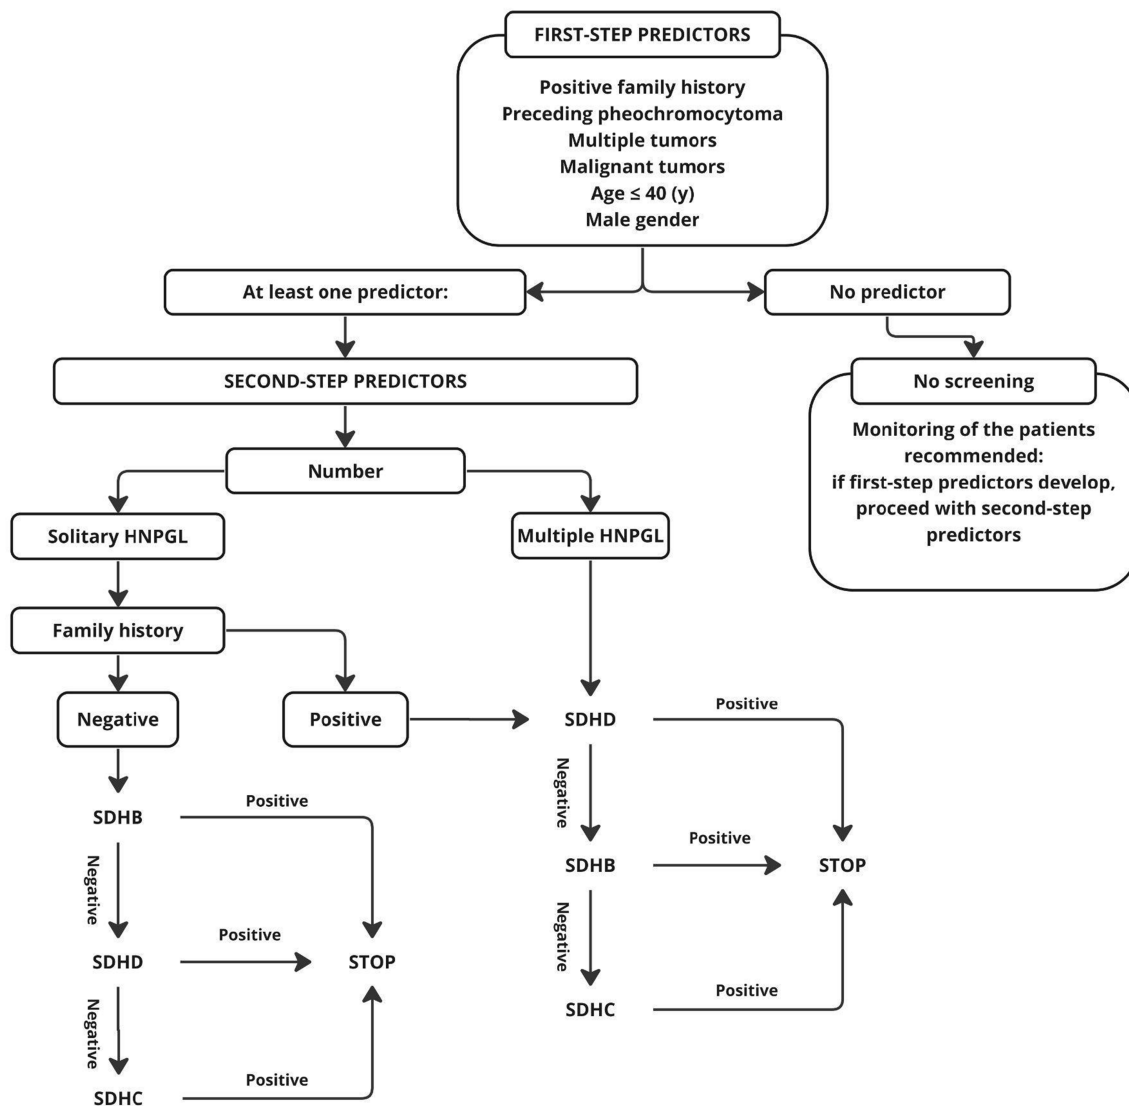 FIRST-STEP PREDICTORS
Positive family history
Preceding pheochromocytoma
Multiple tumors
Malignant tumors
Age ≤ 40 (y)
Male gender
At least one predictor:
No predictor
SECOND-STEP PREDICTORS
No screening
Monitoring of the patients
recommended:
if first-step predictors develop,
proceed with second-step
predictors
Number
Solitary HNPGL
Multiple HNPGL
Family history
Negative
Positive
SDHB
Positive
Negative
SDHD
Positive
STOP
Negative
SDHC
Positive
SDHD
Positive
Negative
SDHB
Positive
STOP
Negative
SDHC
Positive